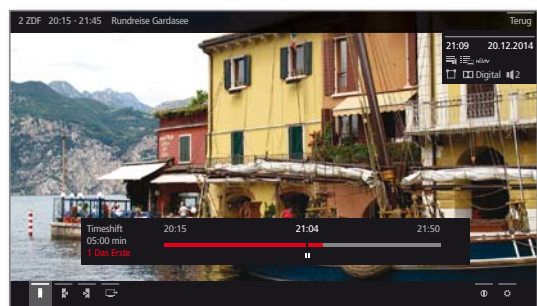 2 ZDF 20:15 - 21:45 Rundreise Gardasee Terug
21:09 20.12.2014
Digital 2
Timeshift 20:15 21:04 21:50
05:00 min
1 Das Erste